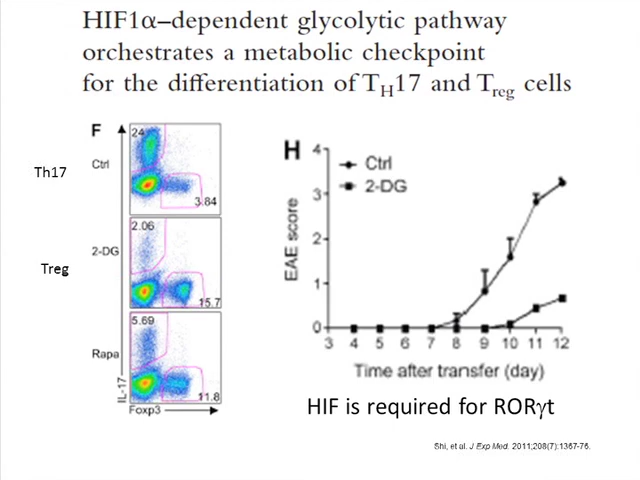 HIF1α–dependent glycolytic pathway
orchestrates a metabolic checkpoint
for the differentiation of TH17 and Treg cells
F
Th17
Ctrl
24
3.84
Treg
2-DG
2.06
15.7
Rapa
5.69
11.8
IL-17
Foxp3
H
Ctrl
2-DG
EAE score
4
3
2
1
0
3 4 5 6 7 8 9 10 11 12
Time after transfer (day)
HIF is required for RORγt
Shi, et al. J Exp Med. 2011;208(7):1367-76.